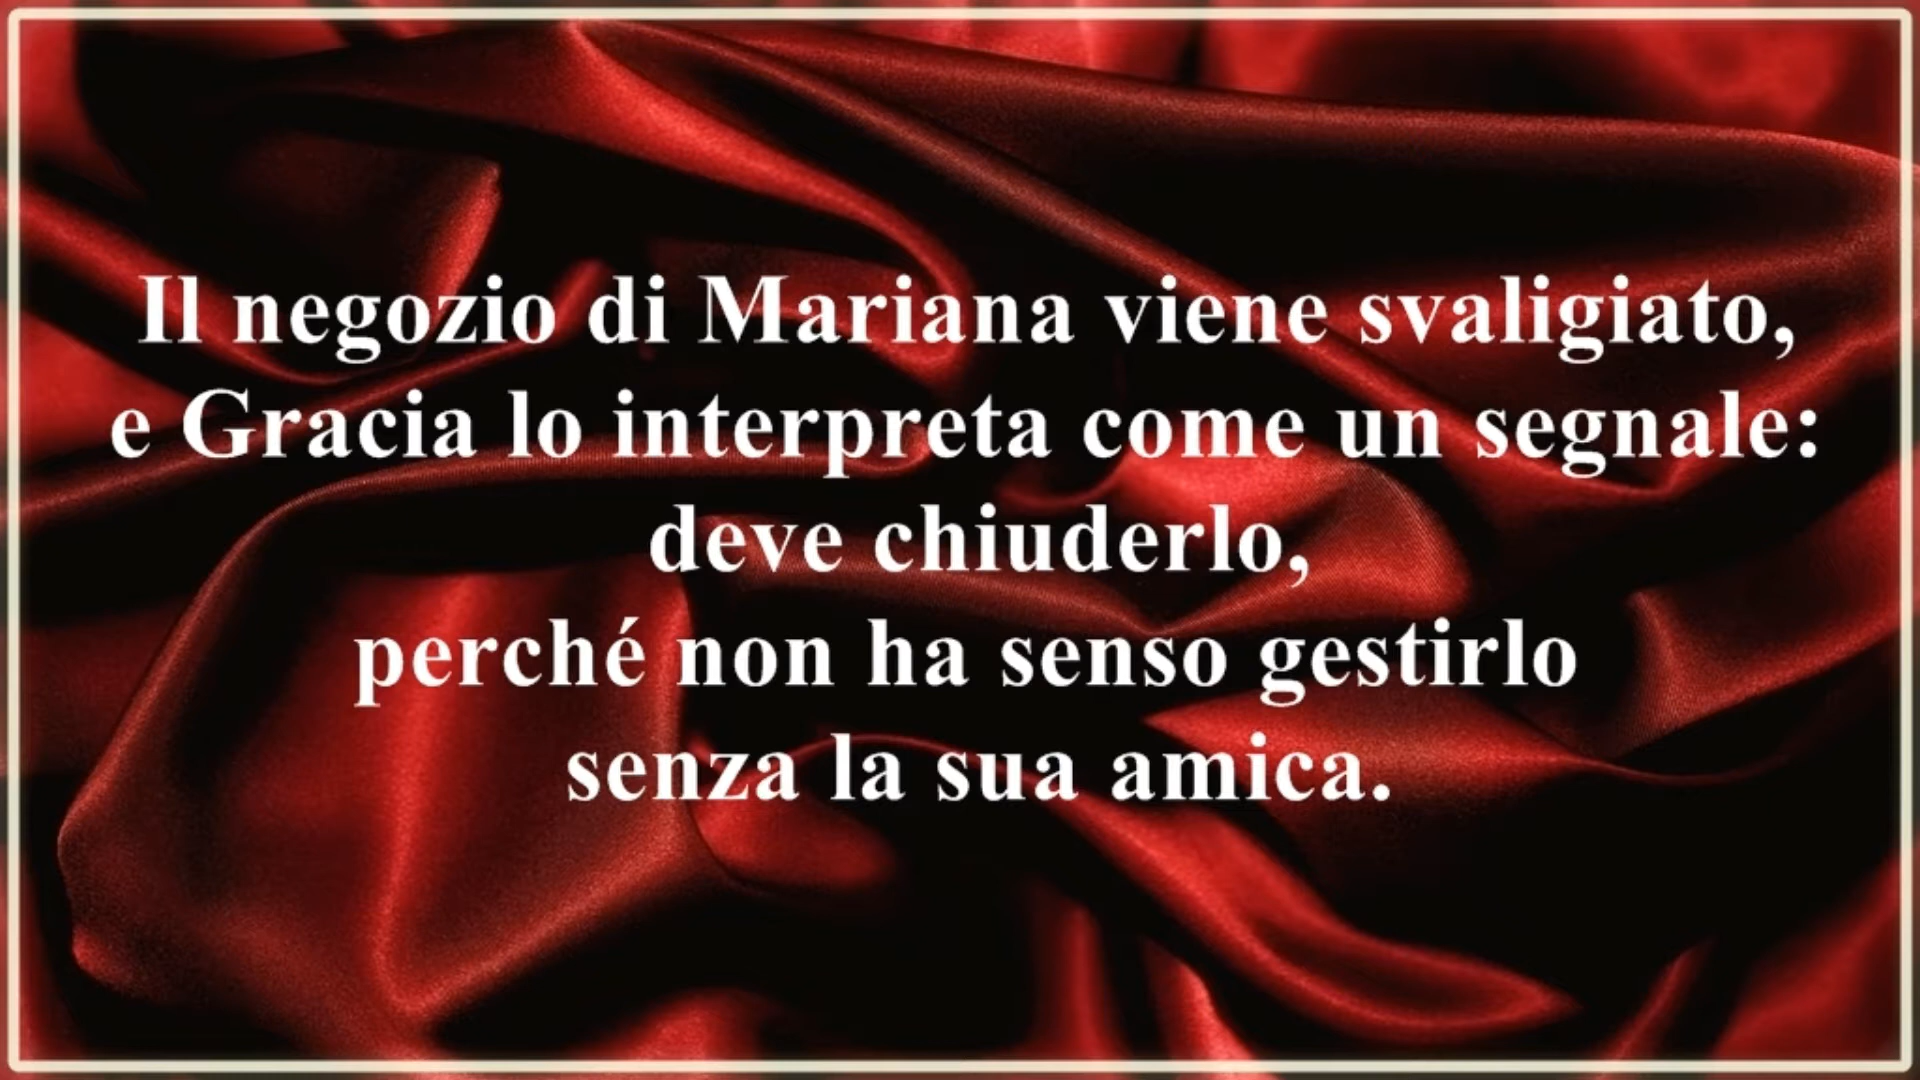 Il negozio di Mariana viene svaligiato,
e Gracia lo interpreta come un segnale:
deve chiuderlo,
perché non ha senso gestirlo
senza la sua amica.